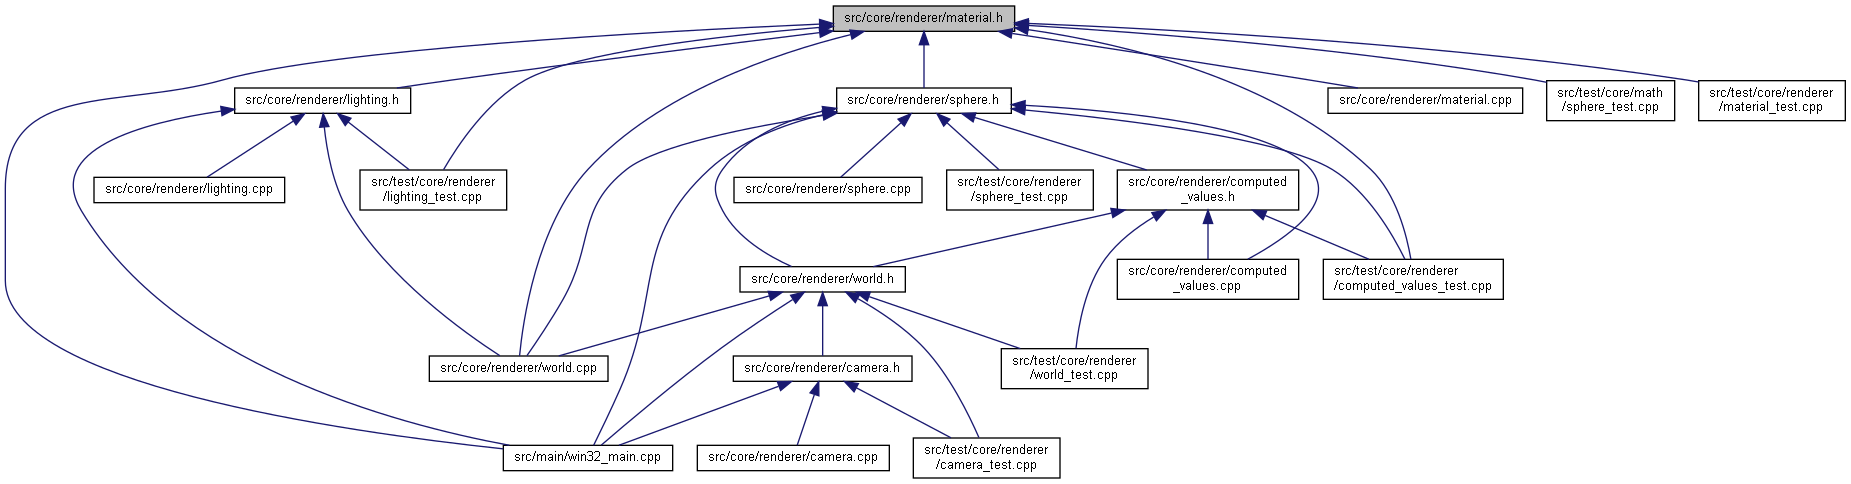 src/core/renderer/material.h
src/core/renderer/lighting.h
src/core/renderer/sphere.h
src/core/renderer/material.cpp
src/test/core/math
/sphere_test.cpp
src/test/core/renderer
/material_test.cpp
src/core/renderer/lighting.cpp
src/test/core/renderer
/lighting_test.cpp
src/core/renderer/sphere.cpp
src/test/core/renderer
/sphere_test.cpp
src/core/renderer/computed
_values.h
src/core/renderer/world.h
src/core/renderer/computed
_values.cpp
src/test/core/renderer
/computed_values_test.cpp
src/core/renderer/world.cpp
src/core/renderer/camera.h
src/test/core/renderer
/world_test.cpp
src/main/win32_main.cpp
src/core/renderer/camera.cpp
src/test/core/renderer
/camera_test.cpp